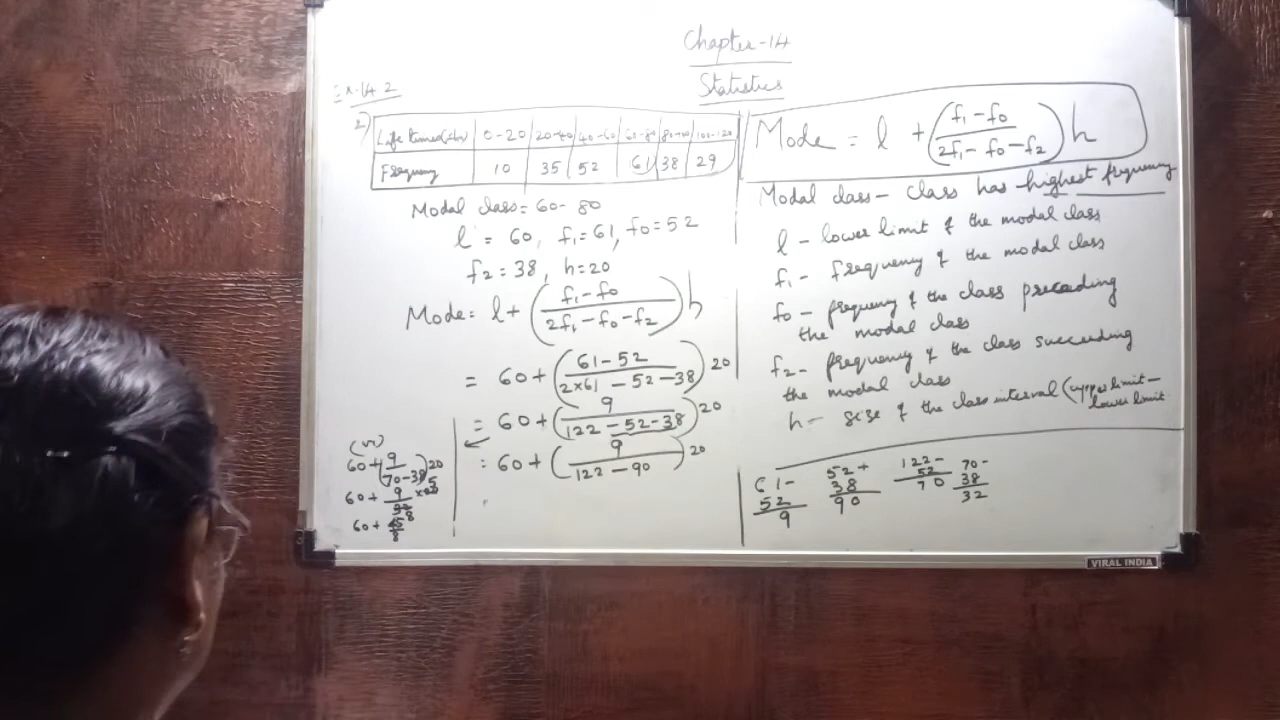 Chapter-14
Statistics
Ex-14.2
2)
Life times(hr) 0-20 20-40 40-60 60-80 80-100 100-120
Frequency 10 35 52 61 38 29
Modal class = 60-80
l = 60, f₁=61, f₀=52
f₂=38, h=20
Mode = l+(f₁-f₀/2f₁-f₀-f₂)h
= 60+(61-52/2×61-52-38)20
= 60+(9/122-52-38)20
= 60+(9/122-90)20
60+(9/70-38)20
60+9/32×20 5
8
60+45/8
Mode = l+(f₁-f₀/2f₁-f₀-f₂)h
Modal class- class has highest frequency
l - lower limit of the modal class
f₁ - frequency of the modal class
f₀ - frequency of the class preceeding
the modal class
f₂- frequency of the class succeeding
the modal class
h- size of the class interval (upper limit-
lower limit
61-
52
9
52+
38
90
122-
52
70
70-
38
32
VIRAL INDIA